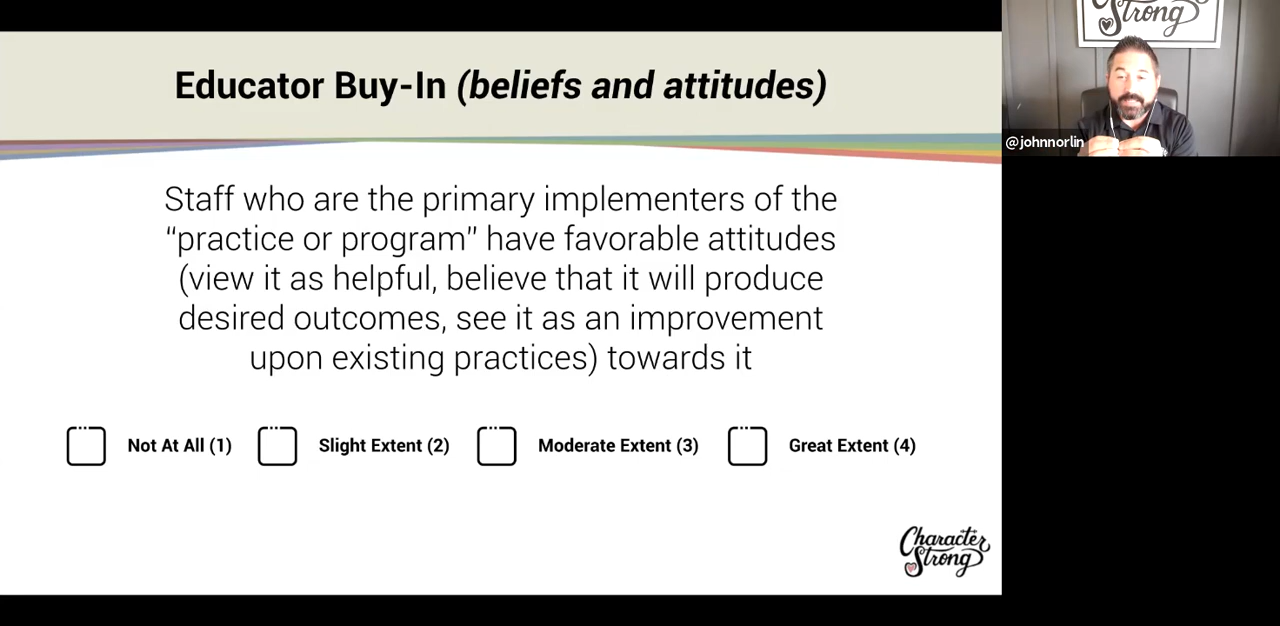 Educator Buy-In (beliefs and attitudes)
Staff who are the primary implementers of the
“practice or program” have favorable attitudes
(view it as helpful, believe that it will produce
desired outcomes, see it as an improvement
upon existing practices) towards it
Not At All (1) Slight Extent (2) Moderate Extent (3) Great Extent (4)
Character
Strong
Strong
@johnnorlin